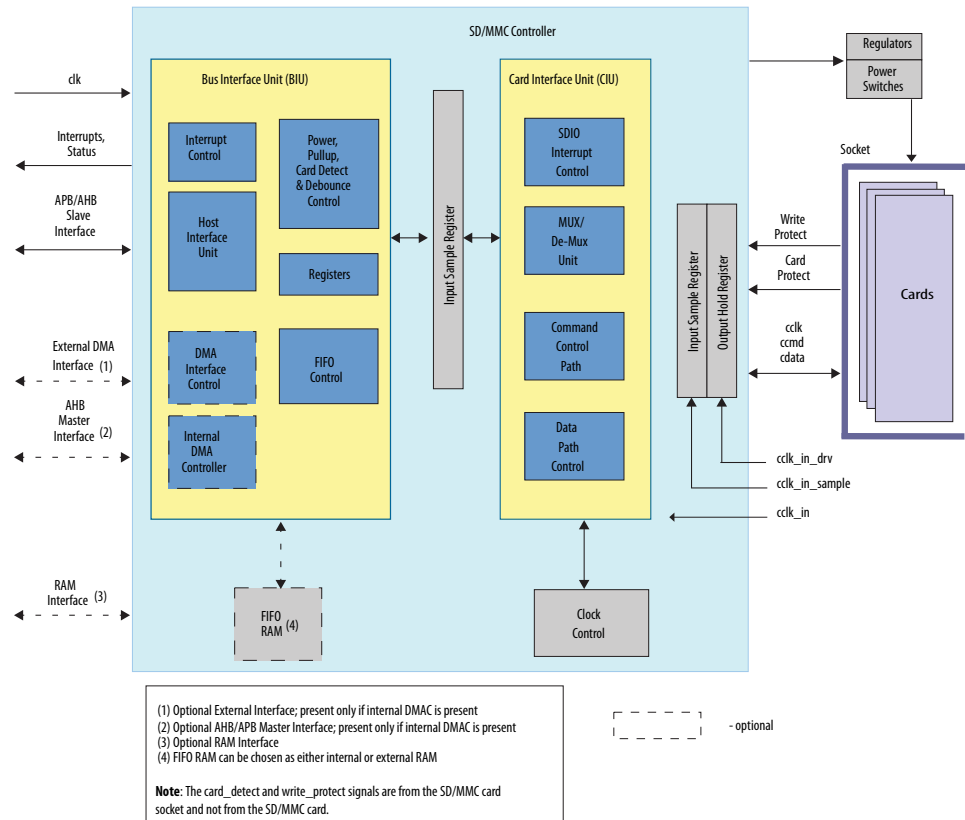 SD/MMC Controller
Regulators
Power
Switches
clk
Bus Interface Unit (BIU)
Card Interface Unit (CIU)
Interrupts,
Status
Interrupt
Control
Power,
Pullup,
Card Detect
& Debounce
Control
SDIO
Interrupt
Control
Socket
APB/AHB
Slave
Interface
Host
Interface
Unit
Registers
Input Sample Register
MUX/
De-Mux
Unit
Input Sample Register
Output Hold Register
Write
Protect
Card
Protect
Cards
External DMA
Interface (1)
DMA
Interface
Control
FIFO
Control
Command
Control
Path
cclk
ccmd
cdata
AHB
Master
Interface (2)
Internal
DMA
Controller
Data
Path
Control
cclk_in_drv
cclk_in_sample
cclk_in
RAM
Interface (3)
FIFO
RAM (4)
Clock
Control
(1) Optional External Interface; present only if internal DMAC is present
(2) Optional AHB/APB Master Interface; present only if internal DMAC is present
(3) Optional RAM Interface
(4) FIFO RAM can be chosen as either internal or external RAM
Note: The card_detect and write_protect signals are from the SD/MMC card
socket and not from the SD/MMC card.
- optional